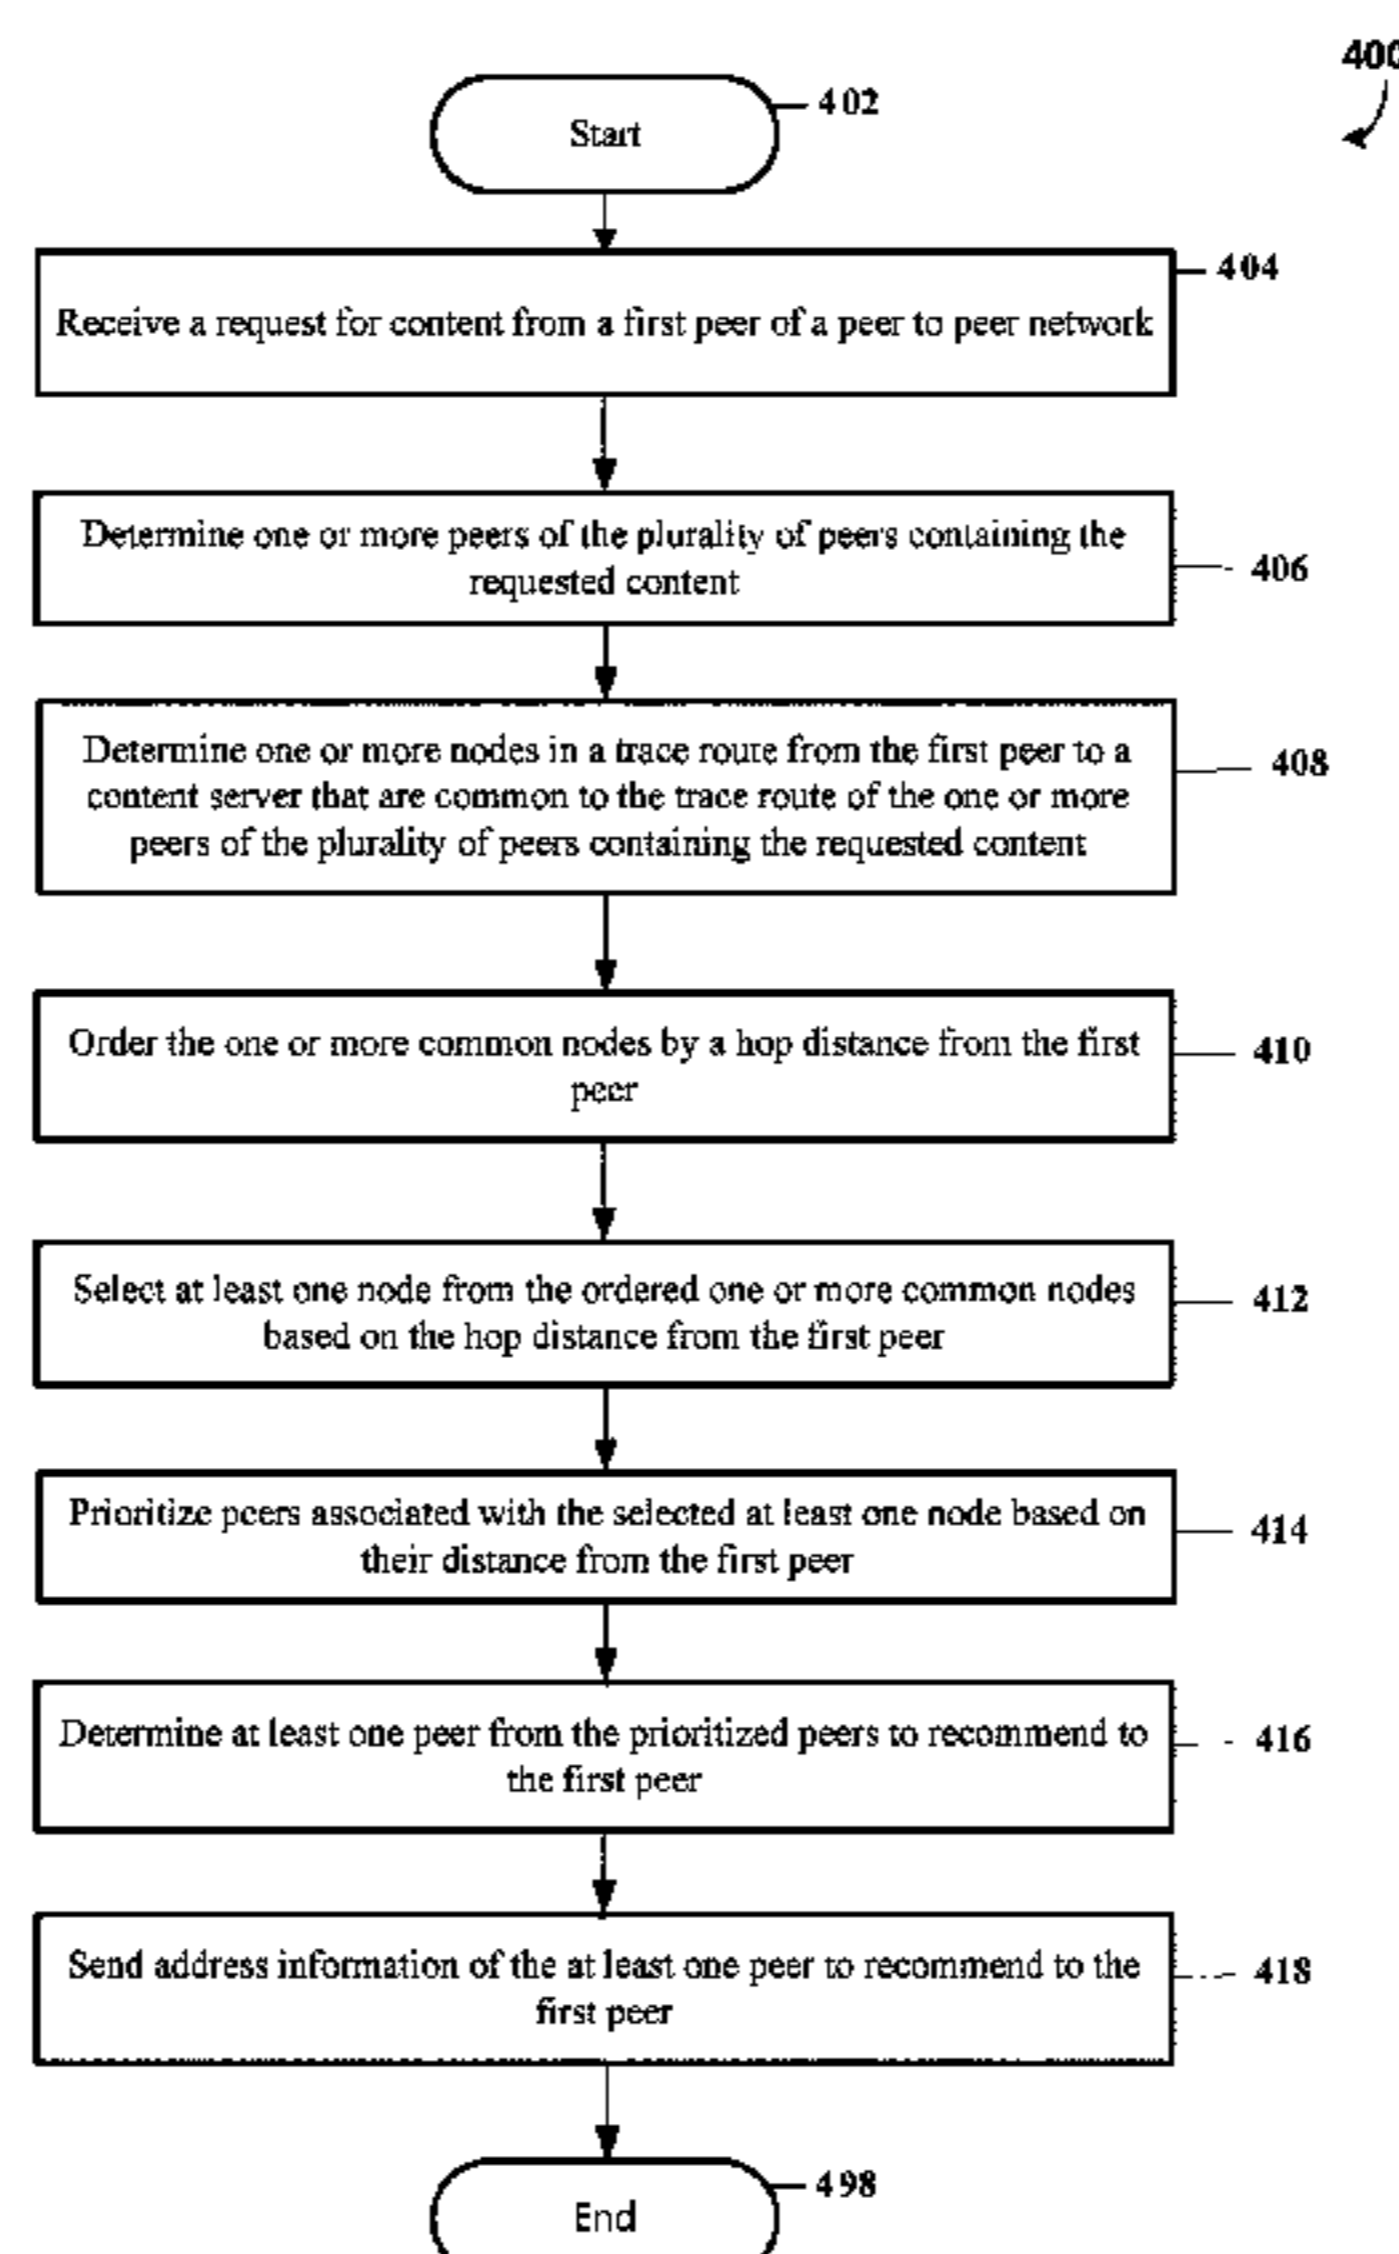 400
Start
402
Receive a request for content from a first peer of a peer to peer network
404
Determine one or more peers of the plurality of peers containing the
requested content
406
Determine one or more nodes in a trace route from the first peer to a
content server that are common to the trace route of the one or more
peers of the plurality of peers containing the requested content
408
Order the one or more common nodes by a hop distance from the first
peer
410
Select at least one node from the ordered one or more common nodes
based on the hop distance from the first peer
412
Prioritize peers associated with the selected at least one node based on
their distance from the first peer
414
Determine at least one peer from the prioritized peers to recommend to
the first peer
416
Send address information of the at least one peer to recommend to the
first peer
418
End
498